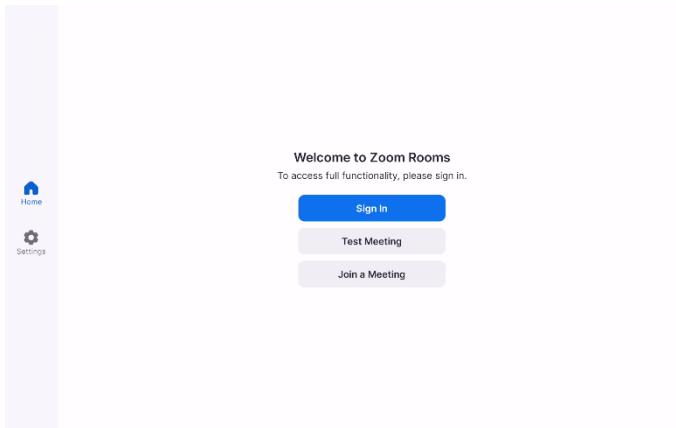 Welcome to Zoom Rooms
To access full functionality, please sign in.
Sign In
Home
Test Meeting
Settings
Join a Meeting